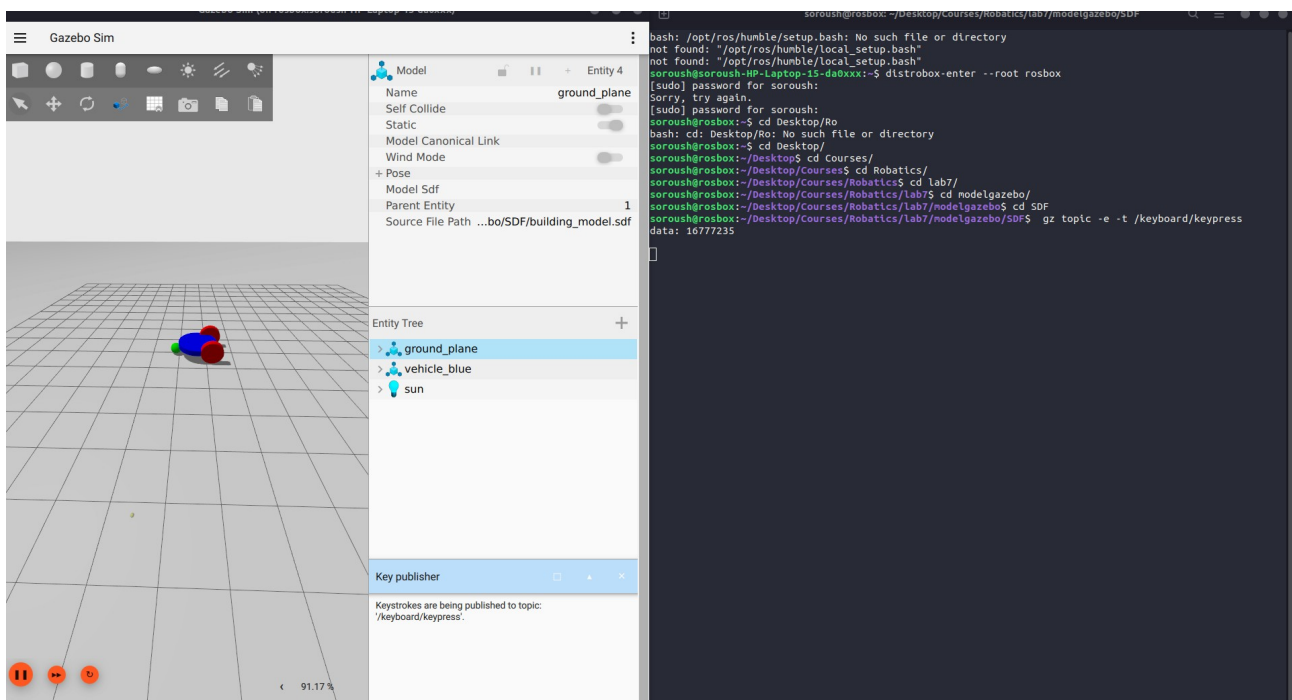 soroush@rosbox: ~/Desktop/Courses/Robatics/lab7/modelgazebo/SDF
Gazebo Sim
Model
Entity 4
Name
ground_plane
Self Collide
Static
Model Canonical Link
Wind Mode
+ Pose
Model Sdf
Parent Entity
1
Source File Path
...bo/SDF/building_model.sdf
Entity Tree
ground_plane
vehicle_blue
sun
Key publisher
Keystrokes are being published to topic:
'/keyboard/keypress'.
91.17 %
bash: /opt/ros/humble/setup.bash: No such file or directory
not found: "/opt/ros/humble/local_setup.bash"
not found: "/opt/ros/humble/local_setup.bash"
soroush@soroush-HP-Laptop-15-da0xxx:~$ distrobox-enter --root rosbox
[sudo] password for soroush:
Sorry, try again.
[sudo] password for soroush:
soroush@rosbox:~$ cd Desktop/Ro
bash: cd: Desktop/Ro: No such file or directory
soroush@rosbox:~$ cd Desktop/
soroush@rosbox:~/Desktop$ cd Courses/
soroush@rosbox:~/Desktop/Courses$ cd Robatics/
soroush@rosbox:~/Desktop/Courses/Robatics$ cd lab7/
soroush@rosbox:~/Desktop/Courses/Robatics/lab7$ cd modelgazebo/
soroush@rosbox:~/Desktop/Courses/Robatics/lab7/modelgazebo$ cd SDF
soroush@rosbox:~/Desktop/Courses/Robatics/lab7/modelgazebo/SDF$  gz topic -e -t /keyboard/keypress
data: 16777235